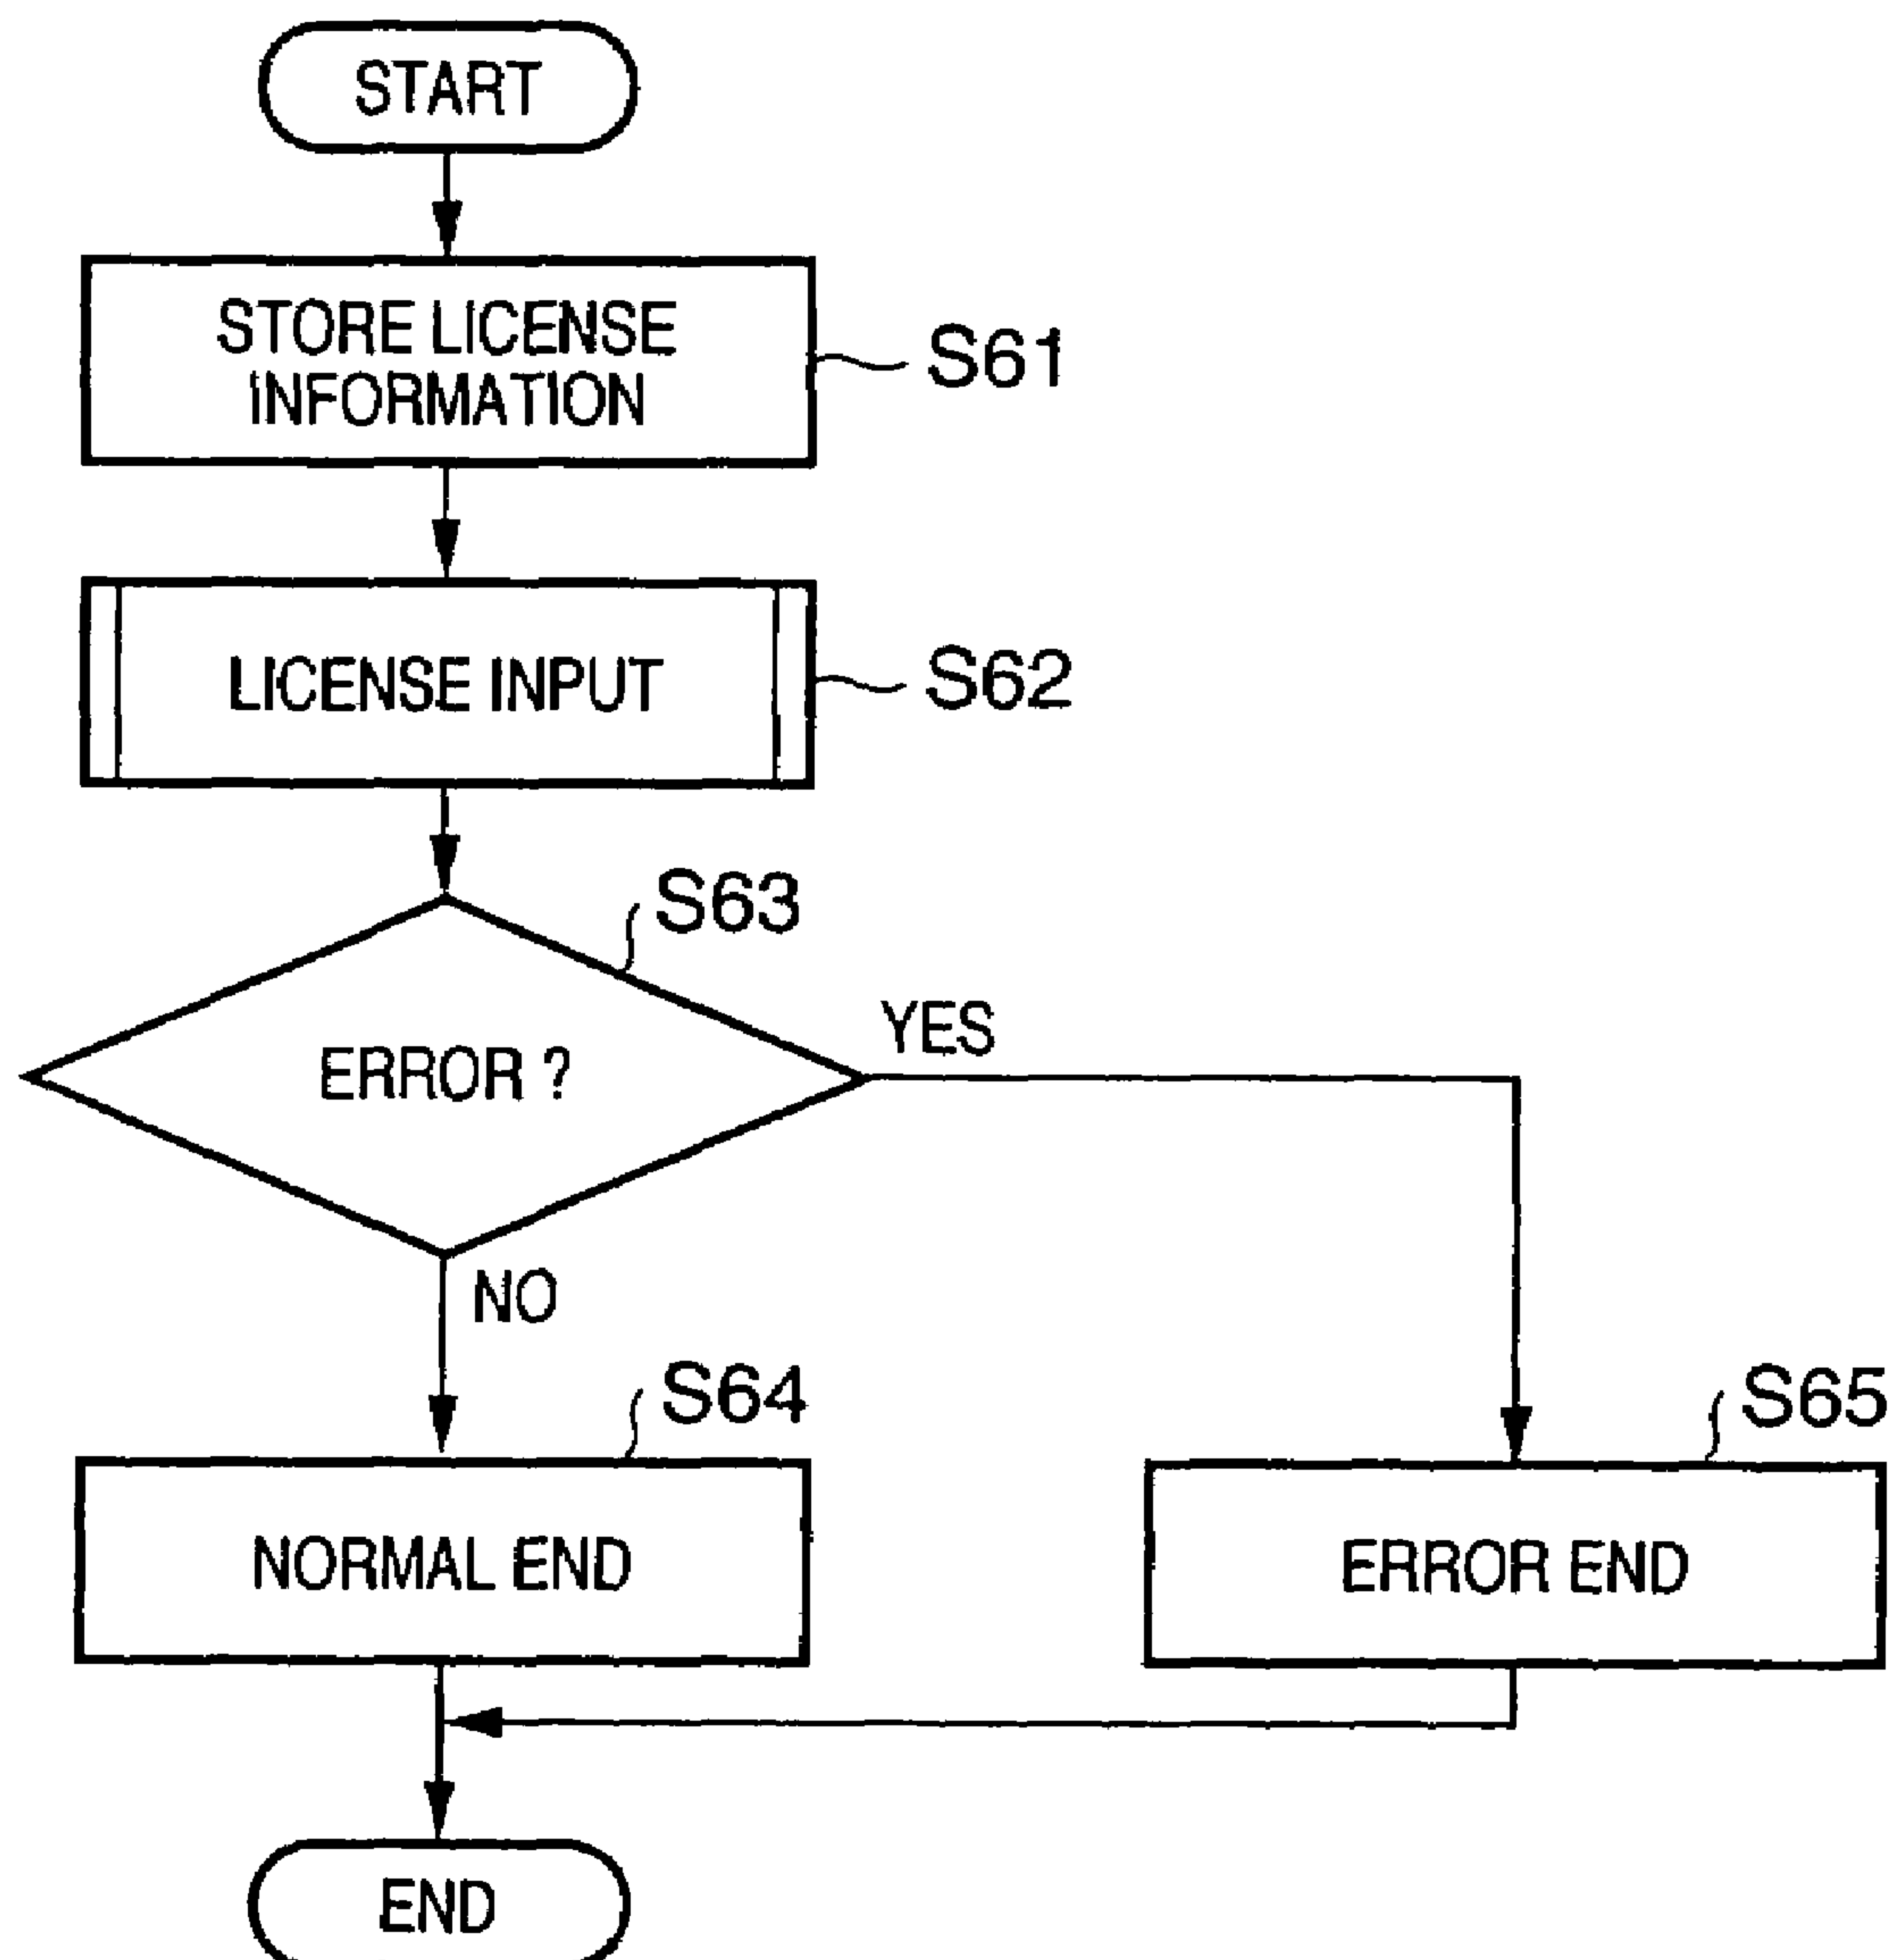 START
STORE LICENSE
INFORMATION
S61
LICENSE INPUT
S62
S63
ERROR ?
YES
NO
S64
S65
NORMAL END
ERROR END
END